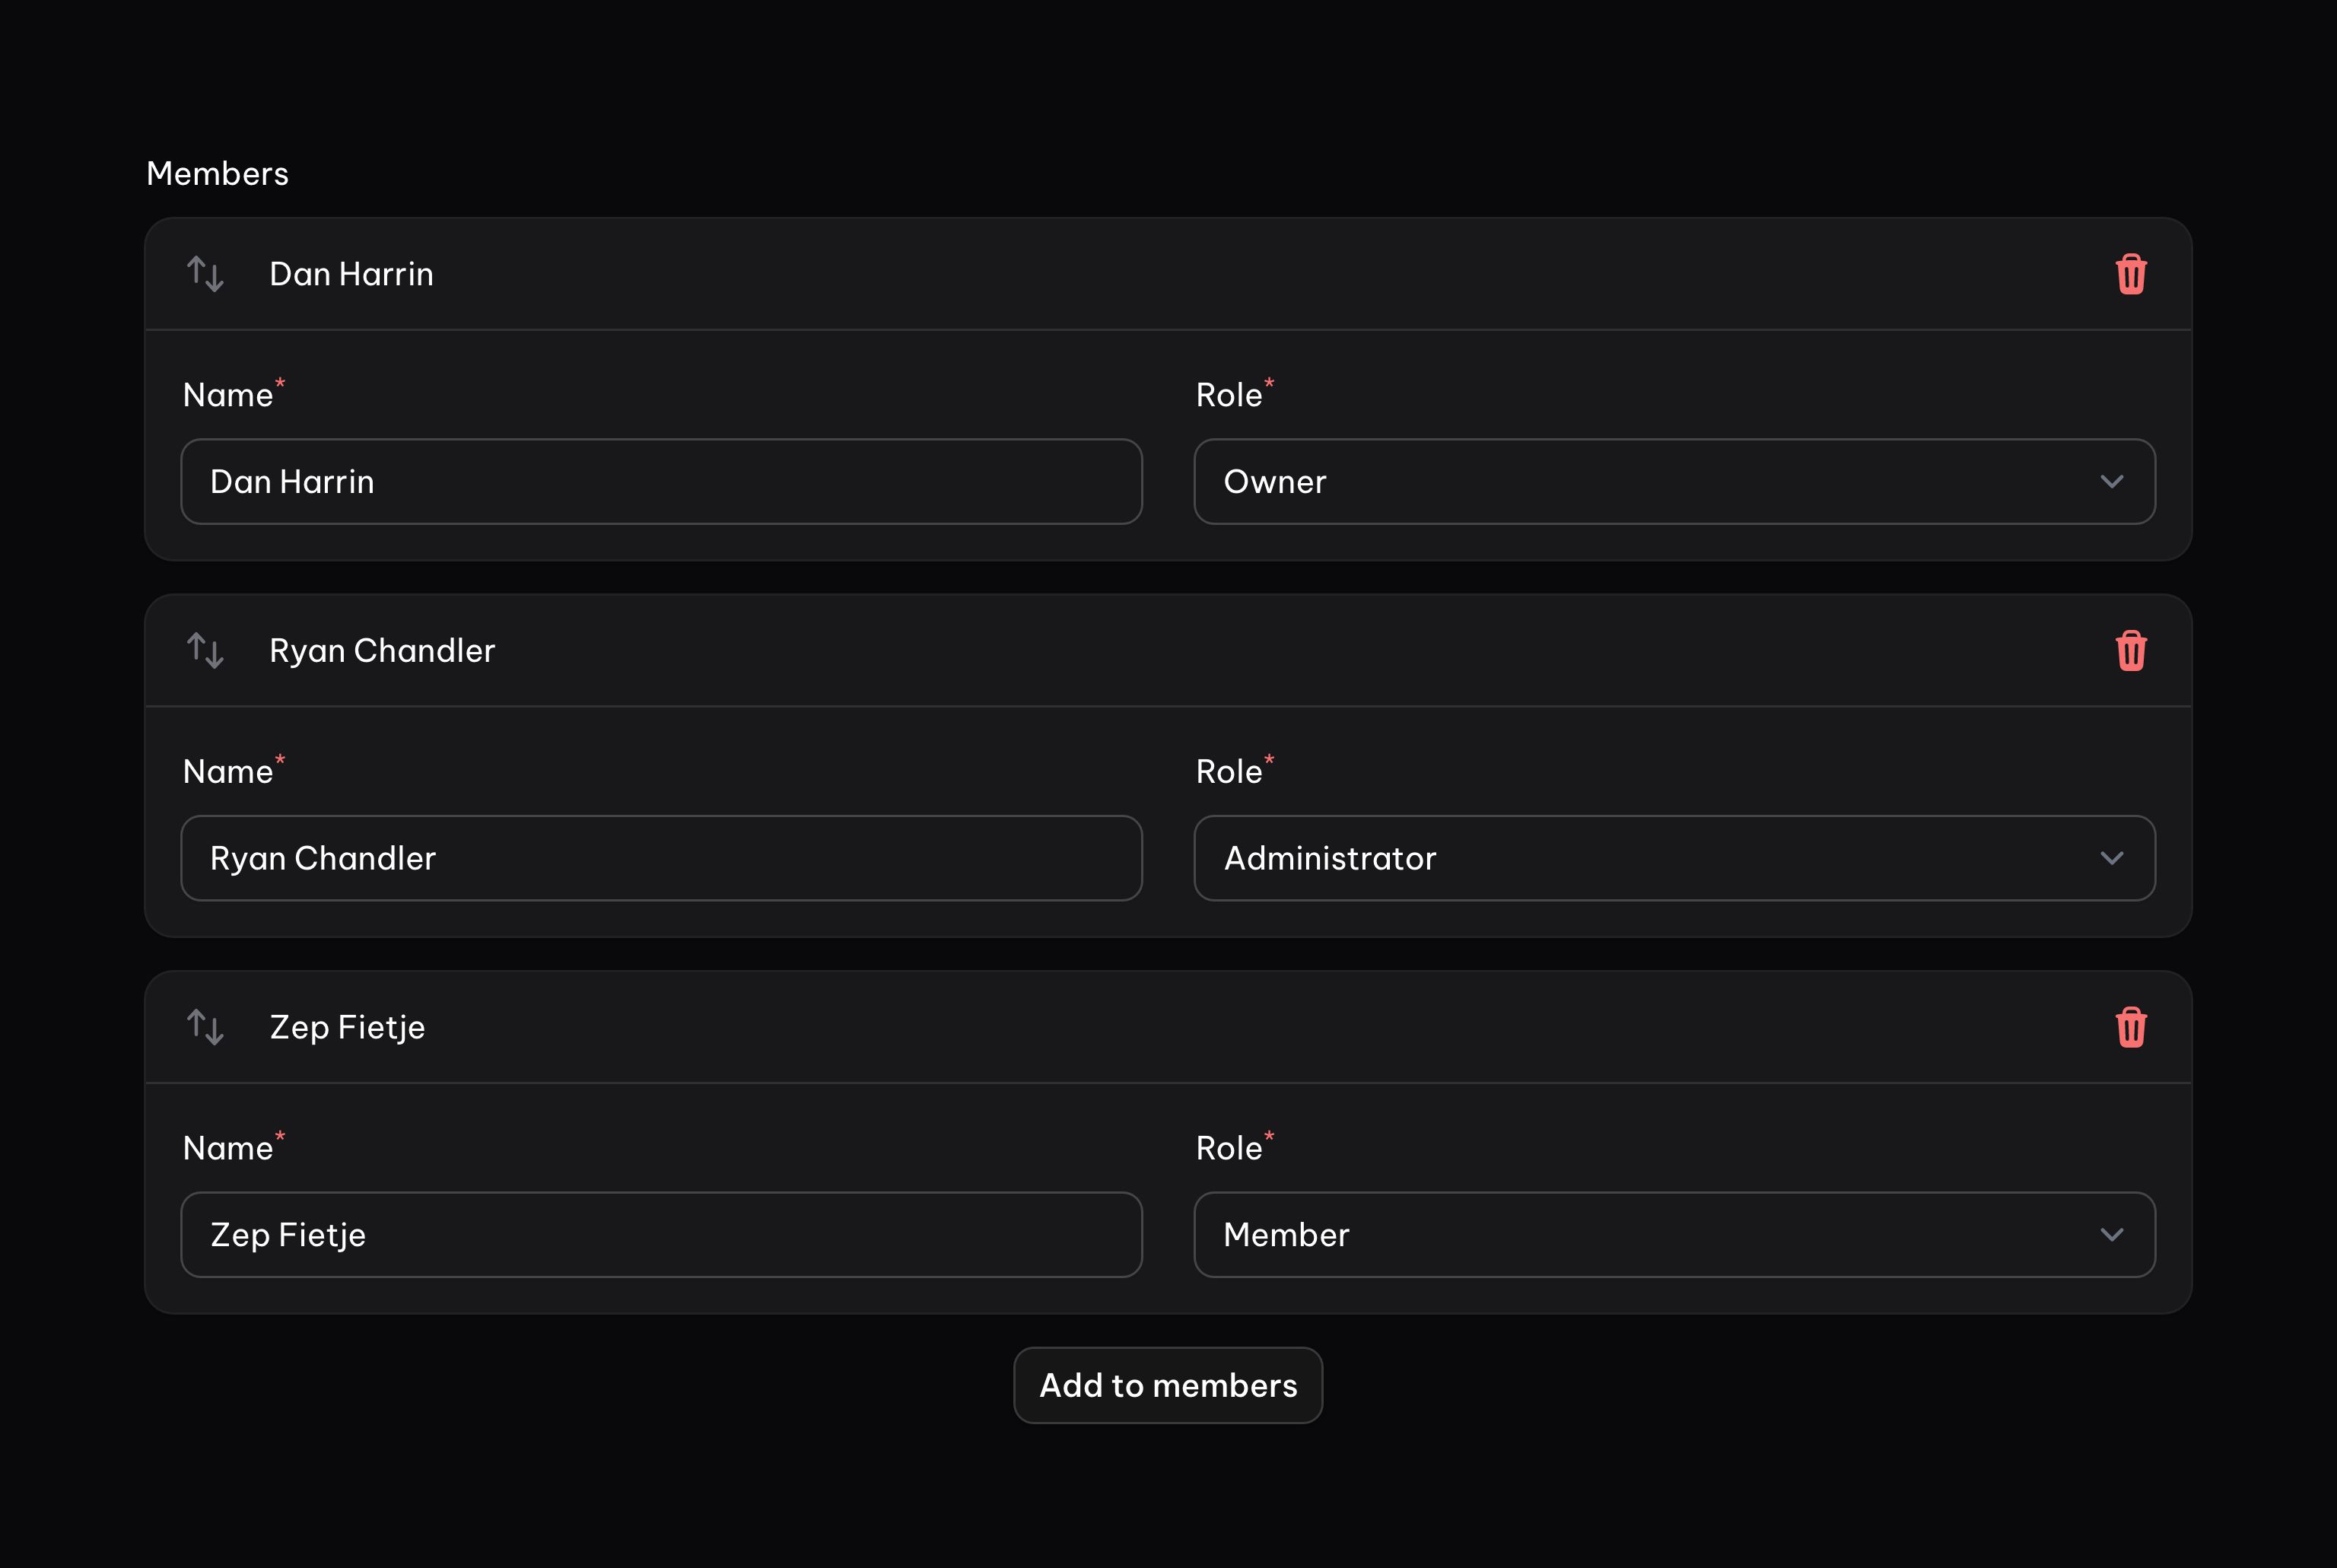 Members
Dan Harrin
Name* Role*
Dan Harrin Owner
Ryan Chandler
Name* Role*
Ryan Chandler Administrator
Zep Fietje
Name* Role*
Zep Fietje Member
Add to members